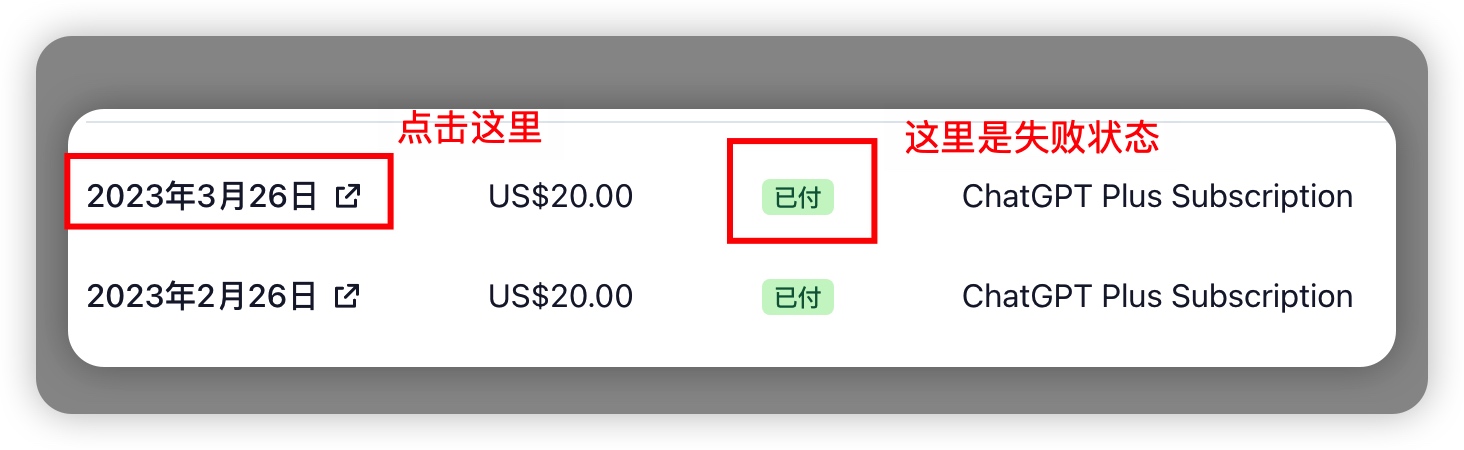 点击这里
这里是失败状态
2023年3月26日 US$20.00 已付 ChatGPT Plus Subscription
2023年2月26日 US$20.00 已付 ChatGPT Plus Subscription